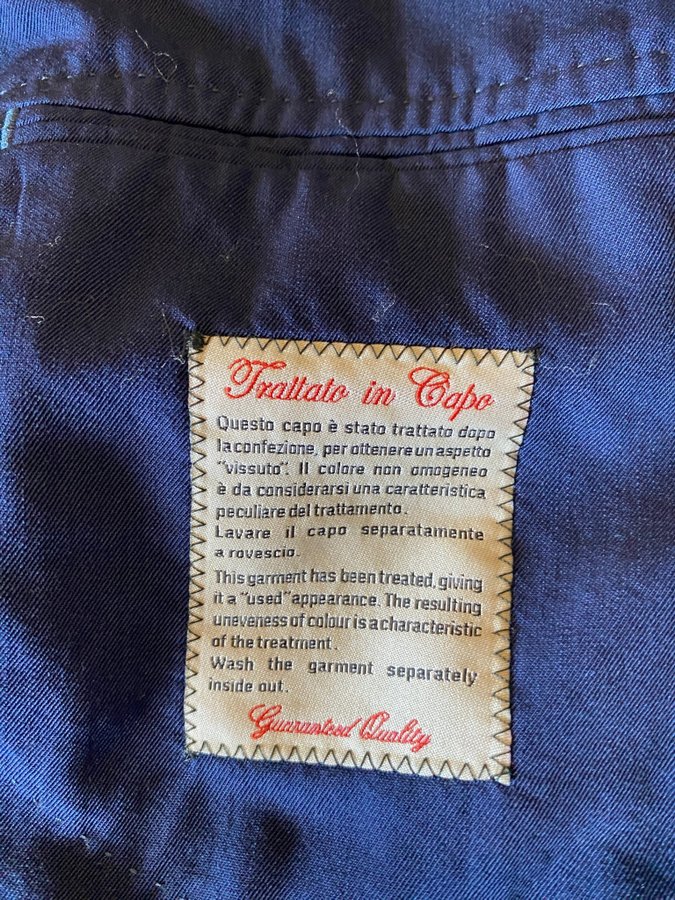 Trattato in Capo
Questo capo è stato trattato dopo
la confezione, per ottenere un aspetto
"vissuto". Il colore non omogeneo
è da considerarsi una caratteristica
peculiare del trattamento.
Lavare il capo separatamente
a rovescio.
This garment has been treated, giving
it a "used" appearance. The resulting
uneveness of colour is a characteristic
of the treatment.
Wash the garment separately
inside out.
Guaranteed Quality